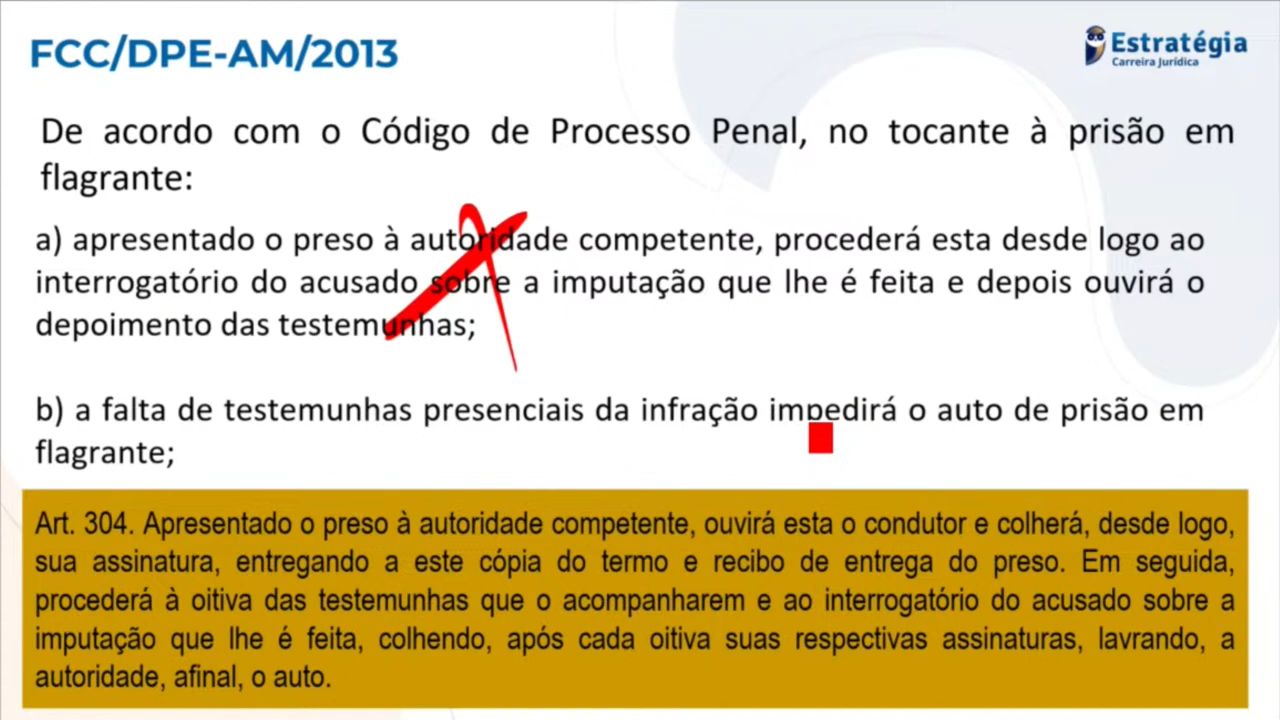 FCC/DPE-AM/2013
Estratégia
Carreira Jurídica
De acordo com o Código de Processo Penal, no tocante à prisão em
flagrante:
a) apresentado o preso à autoridade competente, procederá esta desde logo ao
interrogatório do acusado sobre a imputação que lhe é feita e depois ouvirá o
depoimento das testemunhas;
b) a falta de testemunhas presenciais da infração impedirá o auto de prisão em
flagrante;
Art. 304. Apresentado o preso à autoridade competente, ouvirá esta o condutor e colherá, desde logo,
sua assinatura, entregando a este cópia do termo e recibo de entrega do preso. Em seguida,
procederá à oitiva das testemunhas que o acompanharem e ao interrogatório do acusado sobre a
imputação que lhe é feita, colhendo, após cada oitiva suas respectivas assinaturas, lavrando, a
autoridade, afinal, o auto.